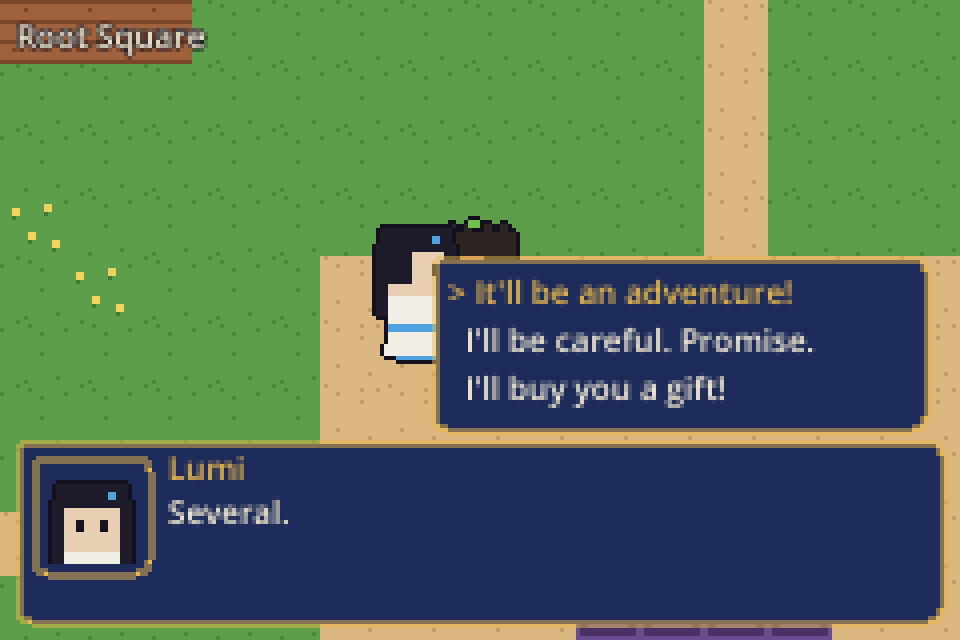 Root Square
> It'll be an adventure!
I'll be careful. Promise.
I'll buy you a gift!
Lumi
Several.